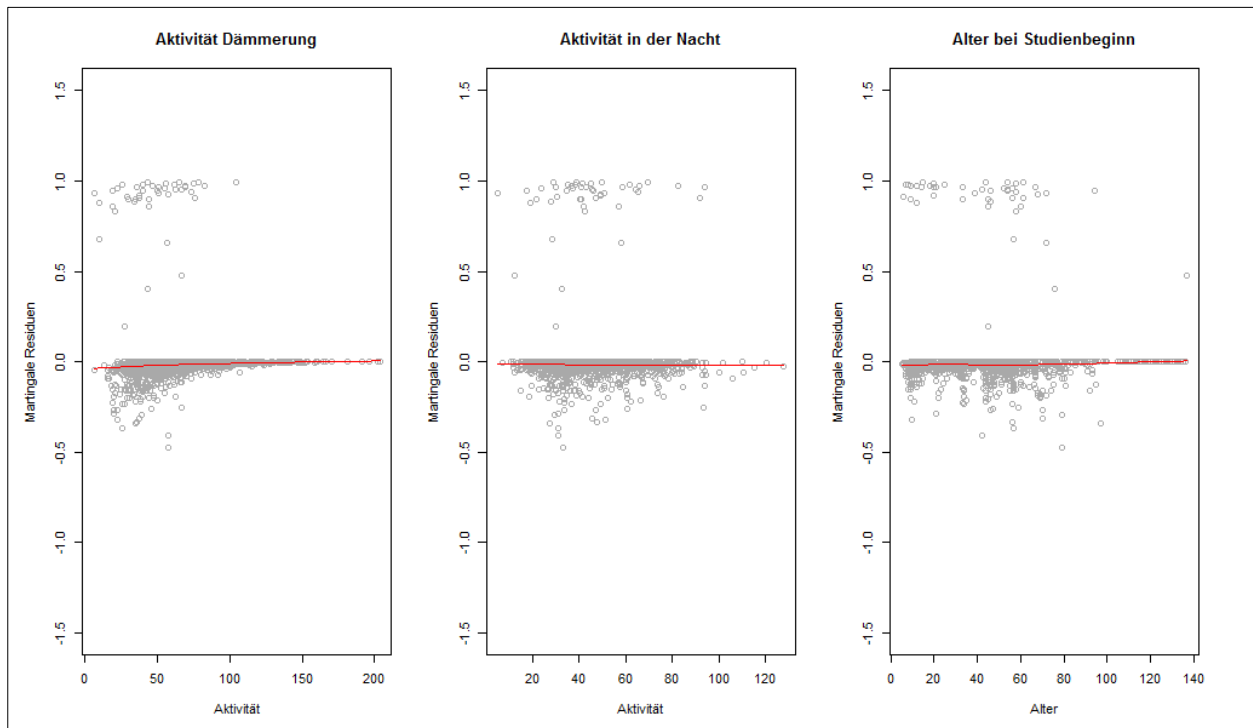 Aktivität Dämmerung
Martingale Residuen
1.5
1.0
0.5
0.0
-0.5
-1.0
-1.5
0 50 100 150 200
Aktivität
Aktivität in der Nacht
Martingale Residuen
1.5
1.0
0.5
0.0
-0.5
-1.0
-1.5
20 40 60 80 100 120
Aktivität
Alter bei Studienbeginn
Martingale Residuen
1.5
1.0
0.5
0.0
-0.5
-1.0
-1.5
0 20 40 60 80 100 120 140
Alter